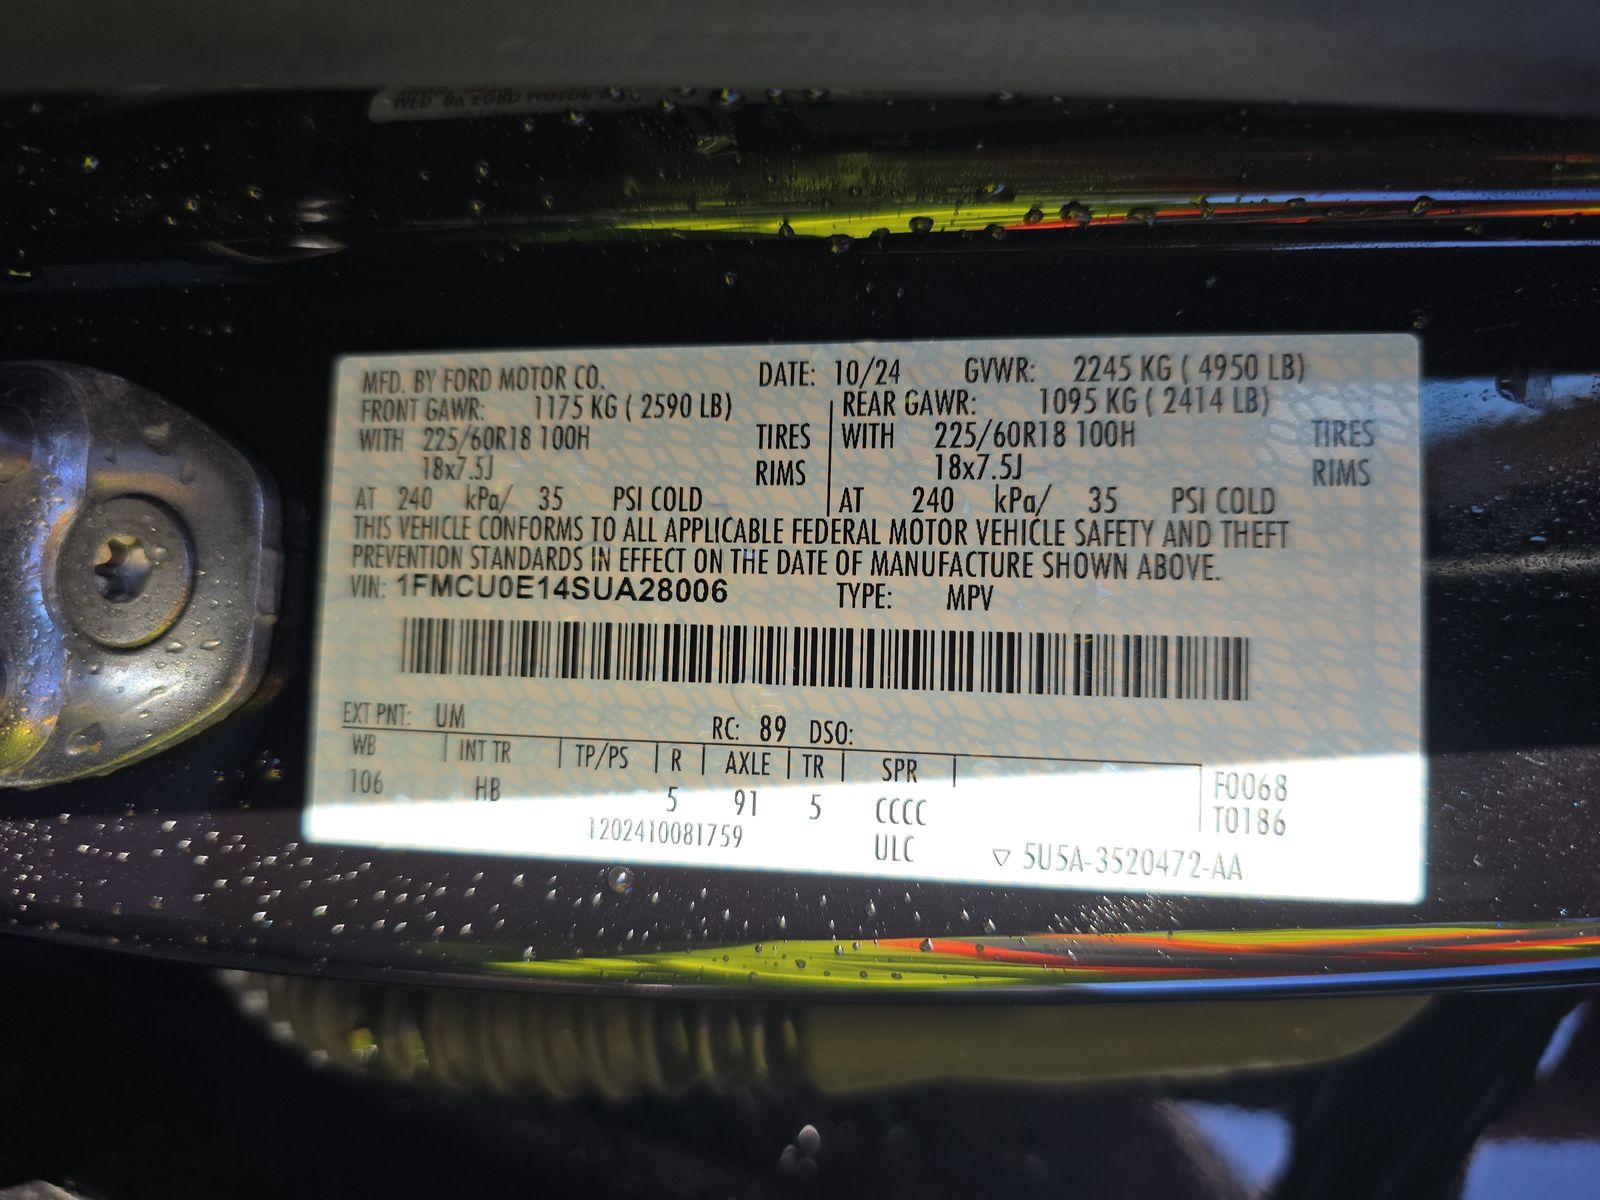 MFD. BY FORD MOTOR CO. DATE: 10/24 GVWR: 2245 KG ( 4950 LB)
FRONT GAWR: 1175 KG ( 2590 LB) REAR GAWR: 1095 KG ( 2414 LB)
WITH 225/60R18 100H TIRES WITH 225/60R18 100H TIRES
18x7.5J RIMS 18x7.5J RIMS
AT 240 kPa/ 35 PSI COLD AT 240 kPa/ 35 PSI COLD
THIS VEHICLE CONFORMS TO ALL APPLICABLE FEDERAL MOTOR VEHICLE SAFETY AND THEFT
PREVENTION STANDARDS IN EFFECT ON THE DATE OF MANUFACTURE SHOWN ABOVE.
VIN: 1FMCU0E14SUA28006 TYPE: MPV
EXT PNT: UM RC: 89 DSO:
WB INT TR TP/PS R AXLE TR SPR
106 HB 5 91 5 CCCC F0068
T0186
1202410081759 ULC ▽ 5U5A-3520472-AA